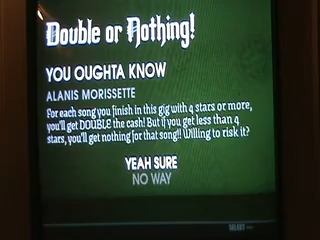 Double or Nothing!
YOU OUGHTA KNOW
ALANIS MORISSETTE
For each song you finish in this gig with 4 stars or more,
you'll get DOUBLE the cash! But if you get less than 4
stars, you'll get nothing for that song!! Willing to risk it?
YEAH SURE
NO WAY
SELECT